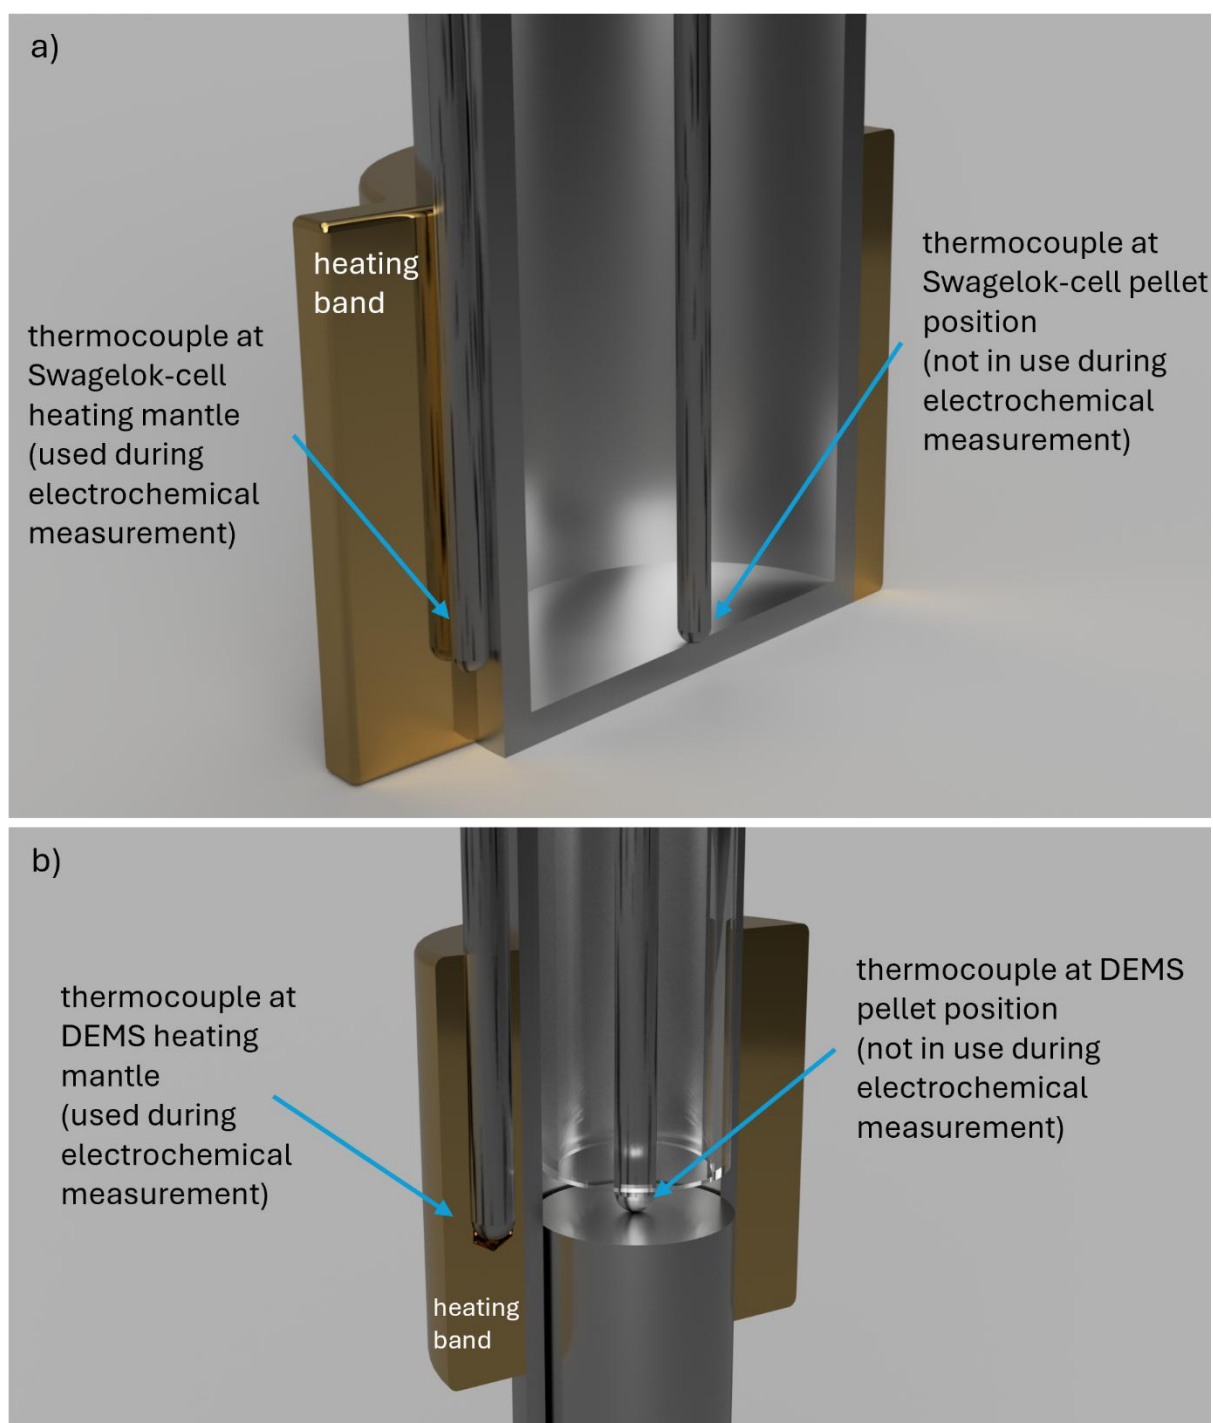 a)
heating
band
thermocouple at
Swagelok-cell
heating mantle
(used during
electrochemical
measurement)
thermocouple at
Swagelok-cell pellet
position
(not in use during
electrochemical
measurement)
b)
thermocouple at
DEMS heating
mantle
(used during
electrochemical
measurement)
thermocouple at DEMS
pellet position
(not in use during
electrochemical
measurement)
heating
band